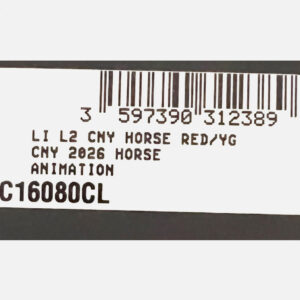 3 597390 312389
LI L2 CNY HORSE RED/YG
CNY 2026 HORSE
ANIMATION
C16080CL